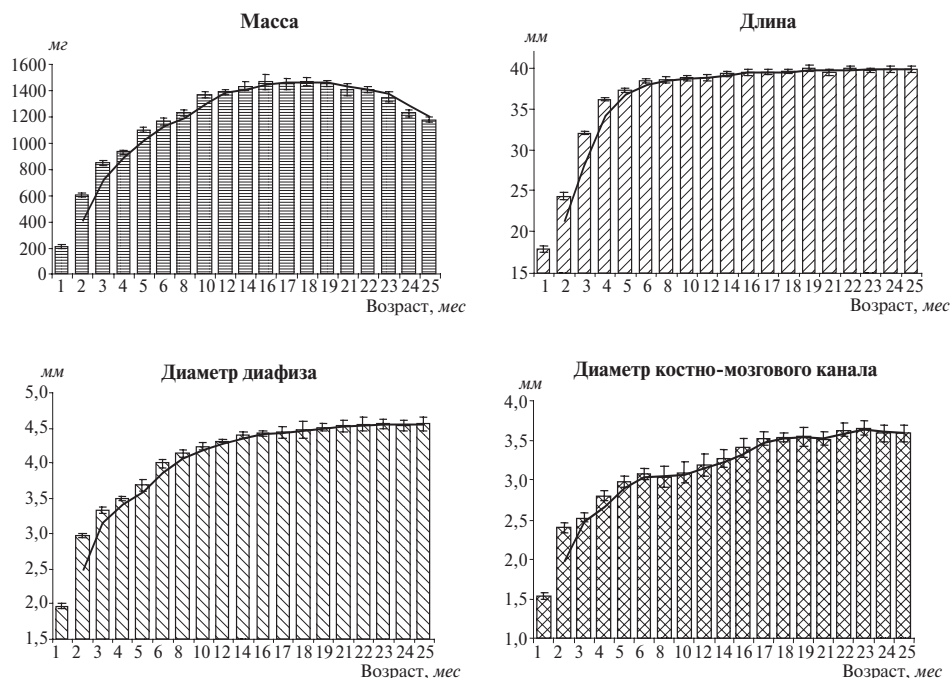 Масса
мг
1600
1400
1200
1000
800
600
400
200
0
1 2 3 4 5 6 8 10 12 14 16 17 18 19 21 22 23 24 25
Возраст, мес
Длина
мм
40
35
30
25
20
15
1 2 3 4 5 6 8 10 12 14 16 17 18 19 21 22 23 24 25
Возраст, мес
Диаметр диафиза
мм
5,0
4,5
4,0
3,5
3,0
2,5
2,0
1,5
1 2 3 4 5 6 8 10 12 14 16 17 18 19 21 22 23 24 25
Возраст, мес
Диаметр костно-мозгового канала
мм
4,0
3,5
3,0
2,5
2,0
1,5
1,0
1 2 3 4 5 6 8 10 12 14 16 17 18 19 21 22 23 24 25
Возраст, мес